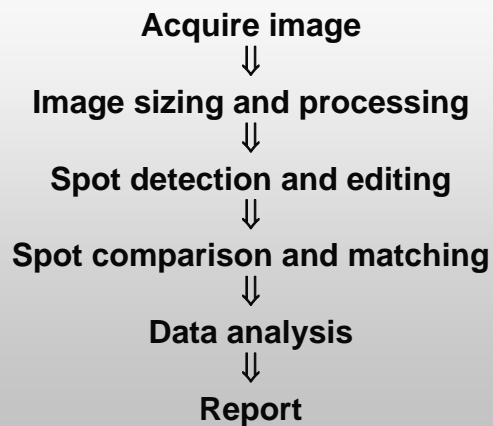 Acquire image
⇓
Image sizing and processing
⇓
Spot detection and editing
⇓
Spot comparison and matching
⇓
Data analysis
⇓
Report